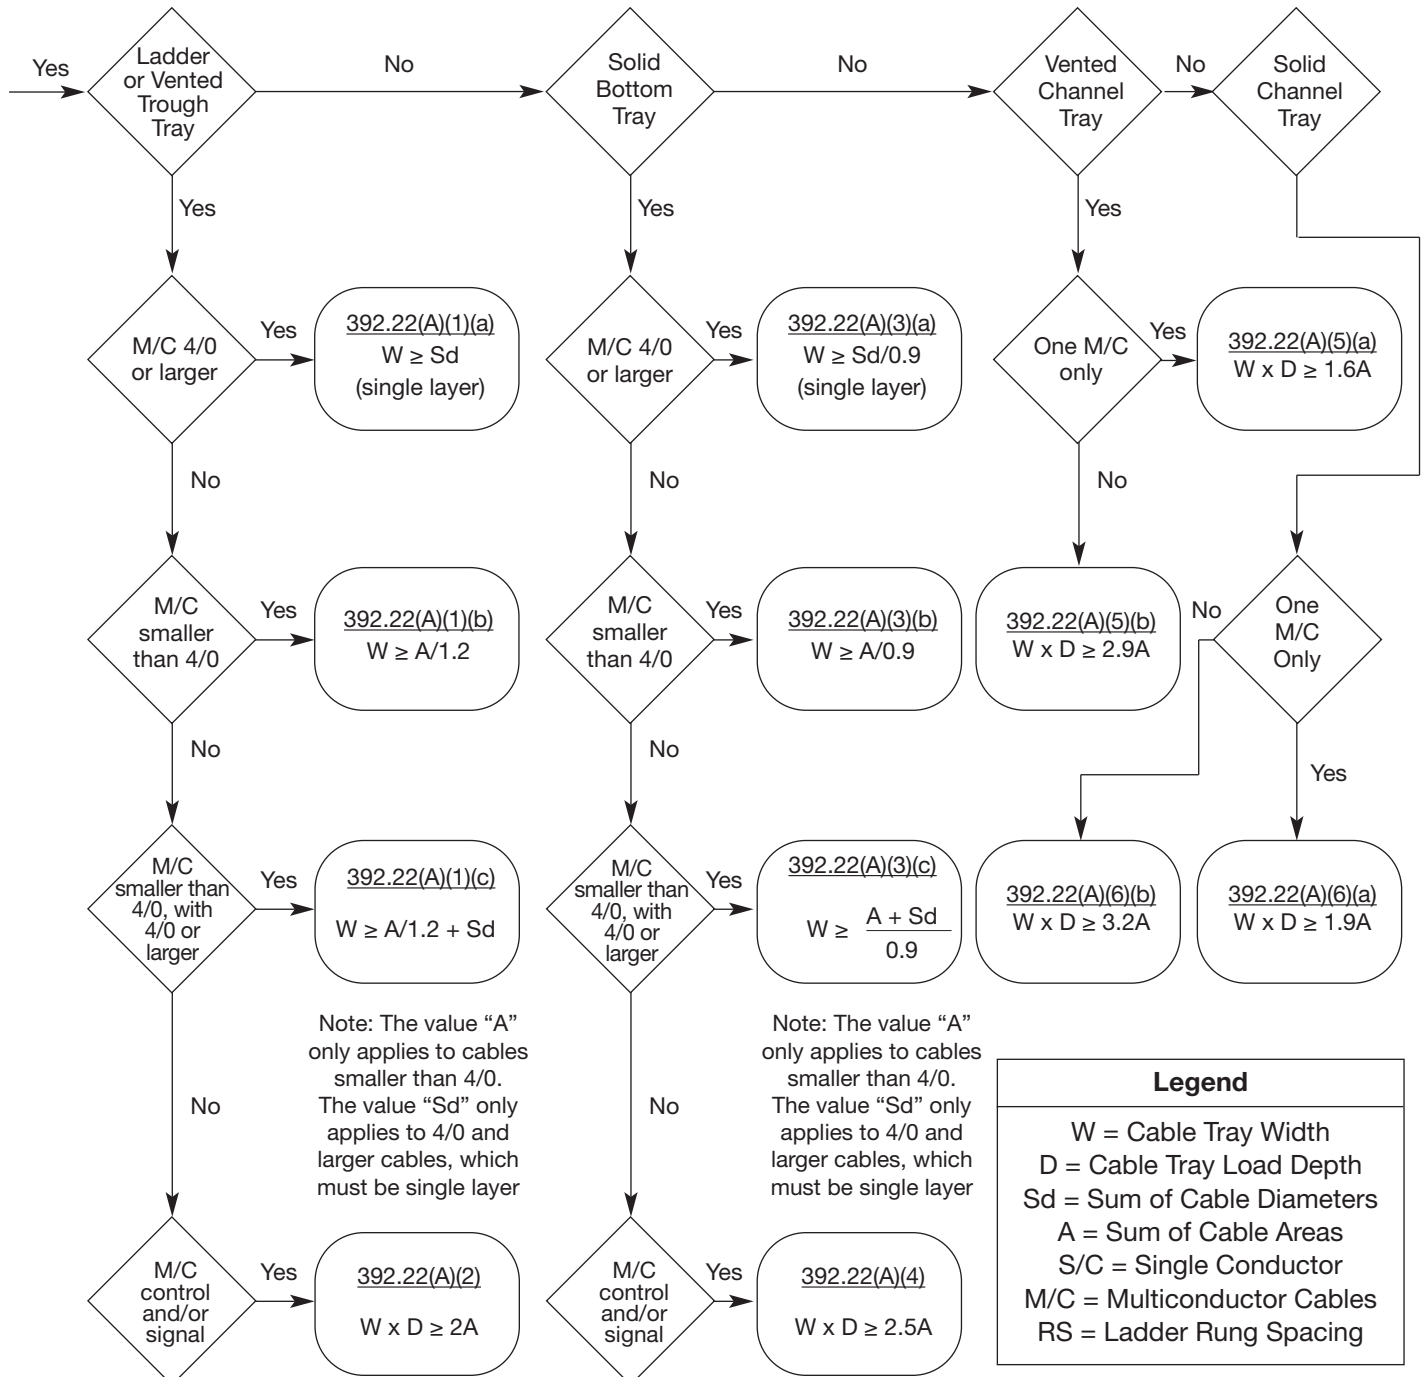 Yes
Ladder
or Vented
Trough
Tray
No
Solid
Bottom
Tray
No
Vented
Channel
Tray
No
Solid
Channel
Tray
Yes
Yes
Yes
M/C 4/0
or larger
Yes
392.22(A)(1)(a)
W ≥ Sd
(single layer)
M/C 4/0
or larger
Yes
392.22(A)(3)(a)
W ≥ Sd/0.9
(single layer)
One M/C
only
Yes
392.22(A)(5)(a)
W x D ≥ 1.6A
No
No
No
M/C
smaller
than 4/0
Yes
392.22(A)(1)(b)
W ≥ A/1.2
M/C
smaller
than 4/0
Yes
392.22(A)(3)(b)
W ≥ A/0.9
392.22(A)(5)(b)
W x D ≥ 2.9A
No
One
M/C
Only
No
No
Yes
M/C
smaller than
4/0, with
4/0 or
larger
Yes
392.22(A)(1)(c)
W ≥ A/1.2 + Sd
M/C
smaller than
4/0, with
4/0 or
larger
Yes
392.22(A)(3)(c)
W ≥ A + Sd
0.9
392.22(A)(6)(b)
W x D ≥ 3.2A
392.22(A)(6)(a)
W x D ≥ 1.9A
No
Note: The value “A”
only applies to cables
smaller than 4/0.
The value “Sd” only
applies to 4/0 and
larger cables, which
must be single layer
No
Note: The value “A”
only applies to cables
smaller than 4/0.
The value “Sd” only
applies to 4/0 and
larger cables, which
must be single layer
Legend
W = Cable Tray Width
D = Cable Tray Load Depth
Sd = Sum of Cable Diameters
A = Sum of Cable Areas
S/C = Single Conductor
M/C = Multiconductor Cables
RS = Ladder Rung Spacing
M/C
control
and/or
signal
Yes
392.22(A)(2)
W x D ≥ 2A
M/C
control
and/or
signal
Yes
392.22(A)(4)
W x D ≥ 2.5A